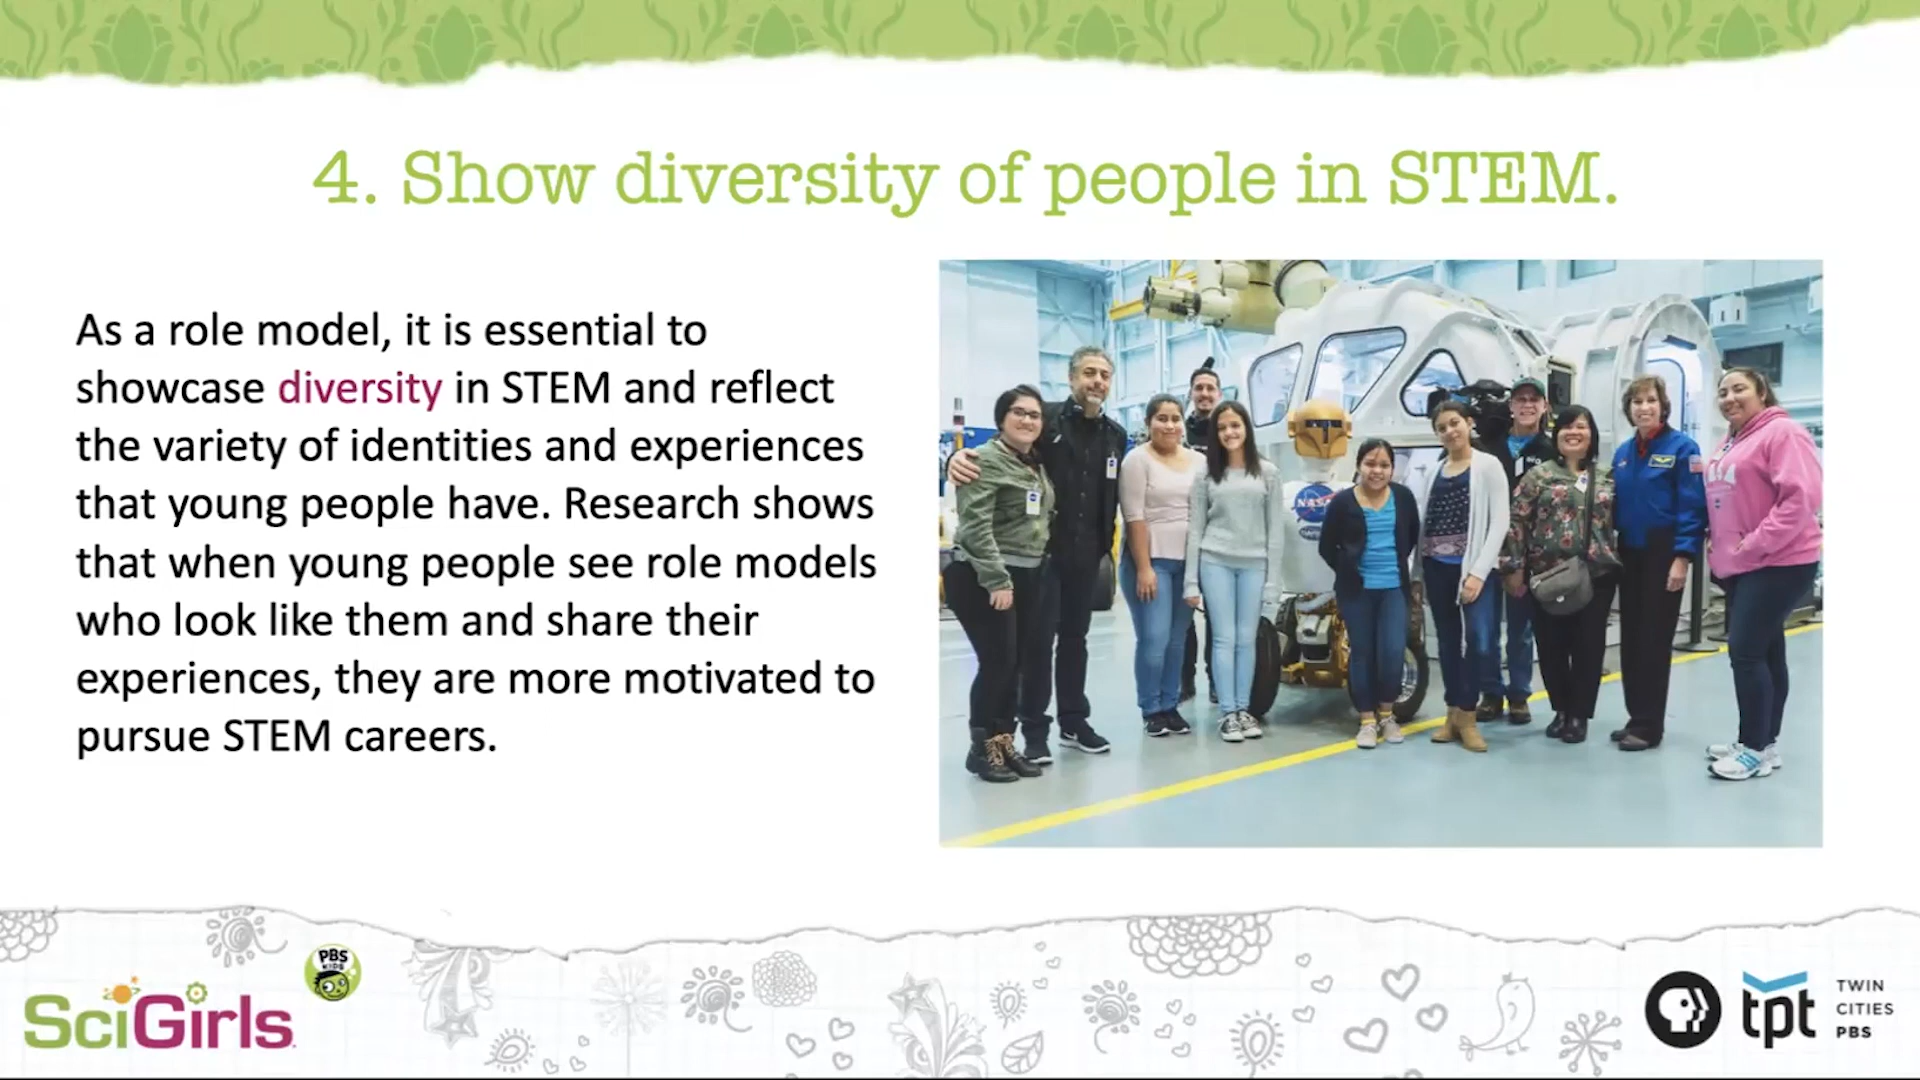 4. Show diversity of people in STEM.
As a role model, it is essential to
showcase diversity in STEM and reflect
the variety of identities and experiences
that young people have. Research shows
that when young people see role models
who look like them and share their
experiences, they are more motivated to
pursue STEM careers.
NASA
PBS
KIDS
SciGirls
tpt
TWIN
CITIES
PBS